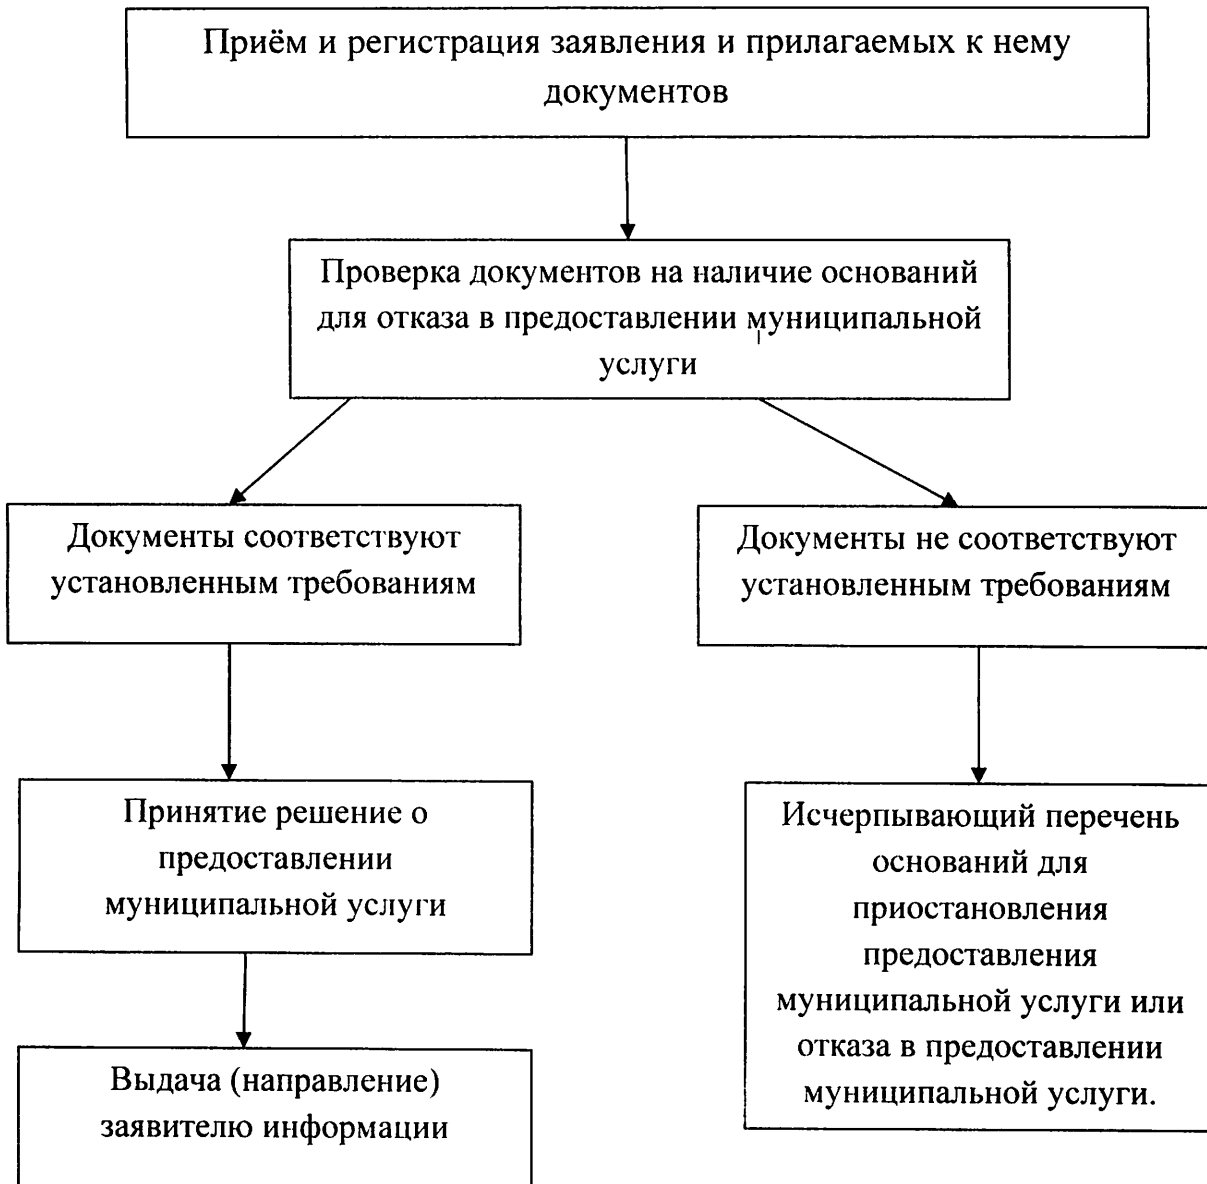 Приём и регистрация заявления и прилагаемых к нему
документов
Проверка документов на наличие оснований
для отказа в предоставлении муниципальной
услуги
Документы соответствуют
установленным требованиям
Документы не соответствуют
установленным требованиям
Принятие решение о
предоставлении
муниципальной услуги
Исчерпывающий перечень
оснований для
приостановления
предоставления
муниципальной услуги или
отказа в предоставлении
муниципальной услуги.
Выдача (направление)
заявителю информации